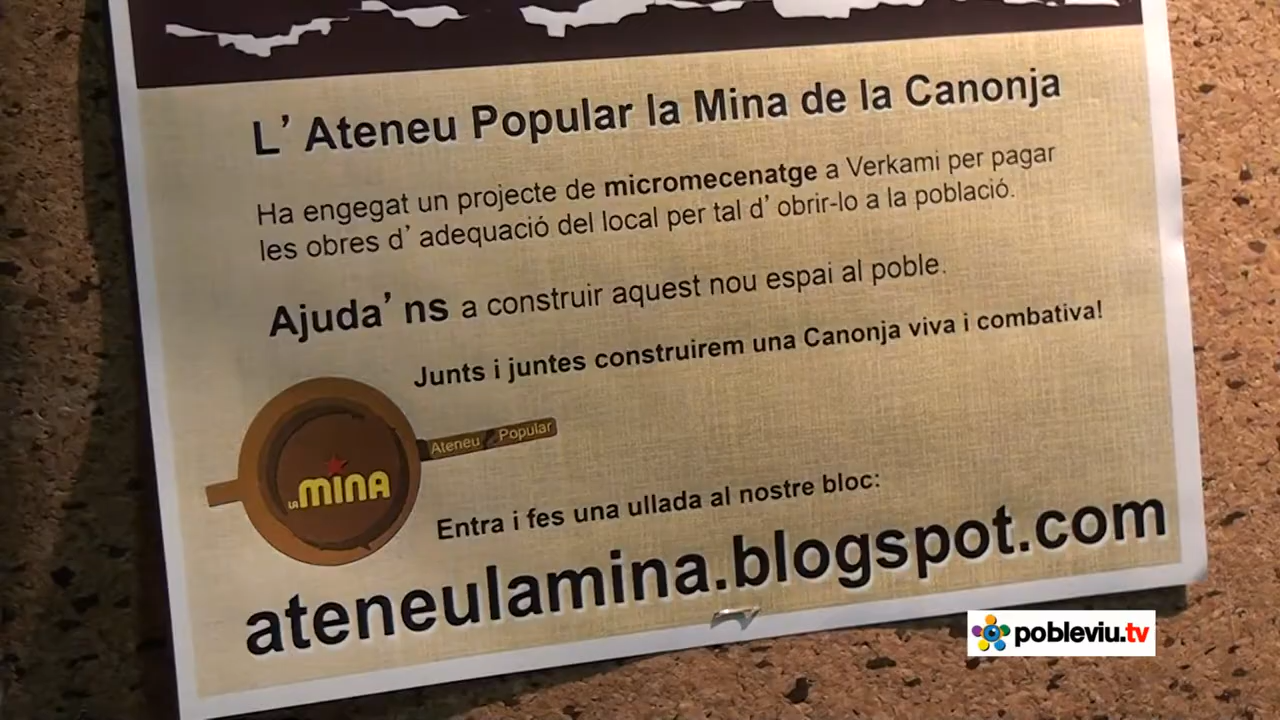 L’ Ateneu Popular la Mina de la Canonja
Ha engegat un projecte de micromecenatge a Verkami per pagar
les obres d’ adequació del local per tal d’ obrir-lo a la població.
Ajuda’ ns a construir aquest nou espai al poble.
Junts i juntes construirem una Canonja viva i combativa!
Ateneu Popular
LA MINA
Entra i fes una ullada al nostre bloc:
ateneulamina.blogspot.com
pobleviu.tv